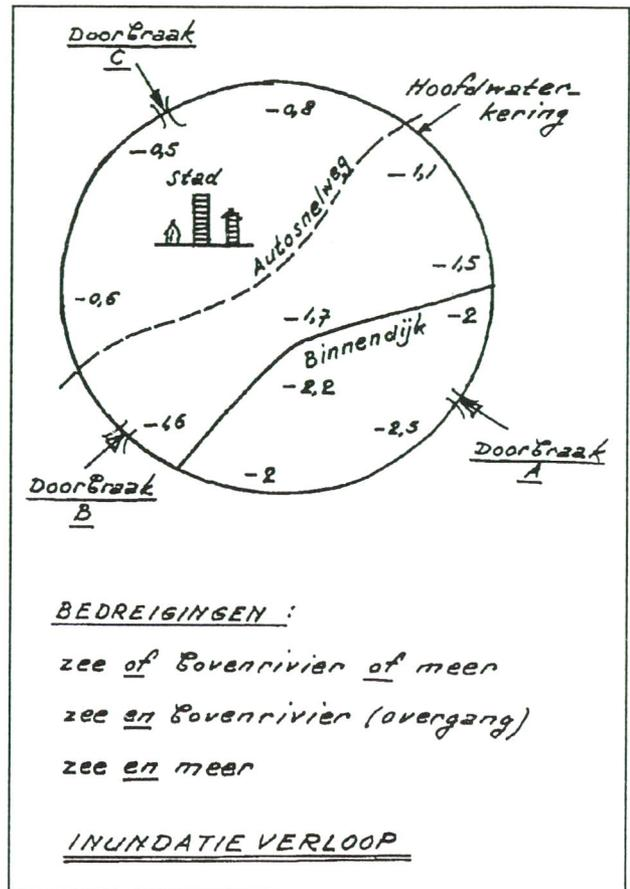 Doorbraak
C
Hoofdwater-
kering
-0,8
-0,5
-1,1
Stad
Autosnelweg
-1,5
-0,6
-1,7
-2
Binnendijk
-2,2
-1,6
-2,5
Doorbraak
A
-2
Doorbraak
B
BEDREIGINGEN :
zee of bovenrivier of meer
zee en bovenrivier (overgang)
zee en meer
INUNDATIE VERLOOP